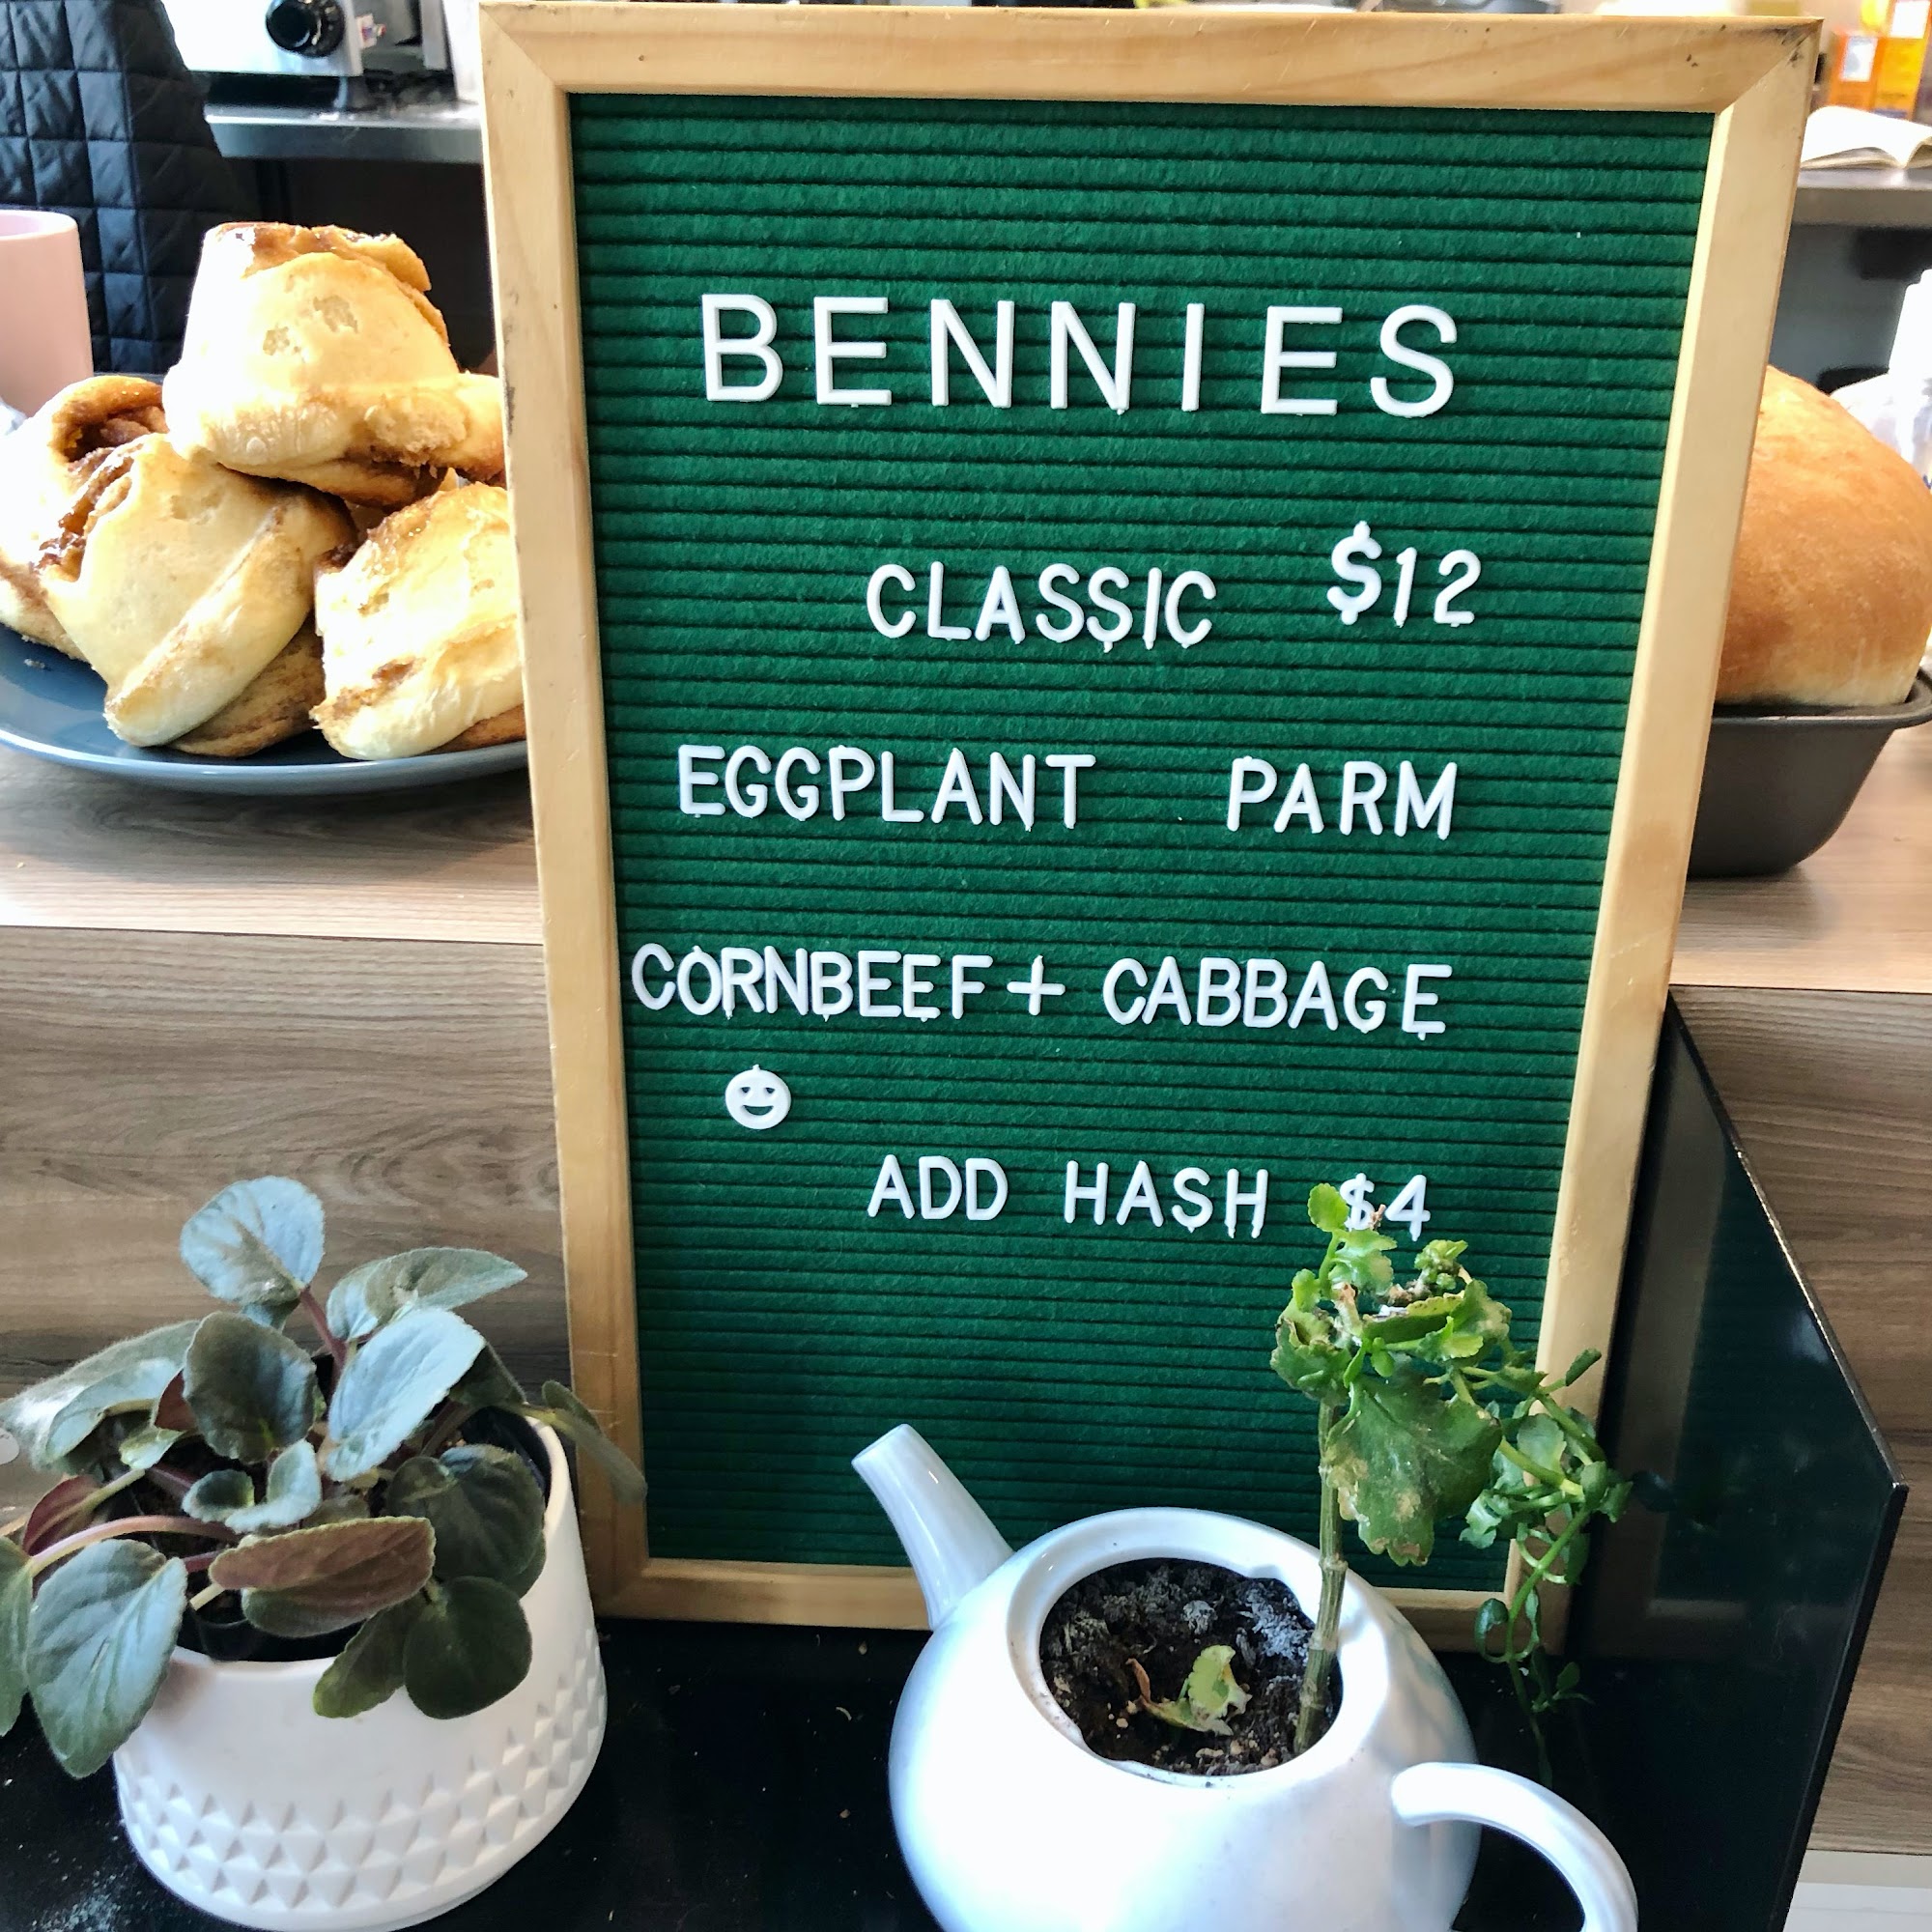 BENNIES
CLASSIC $12
EGGPLANT PARM
CORNBEEF + CABBAGE
ADD HASH $4